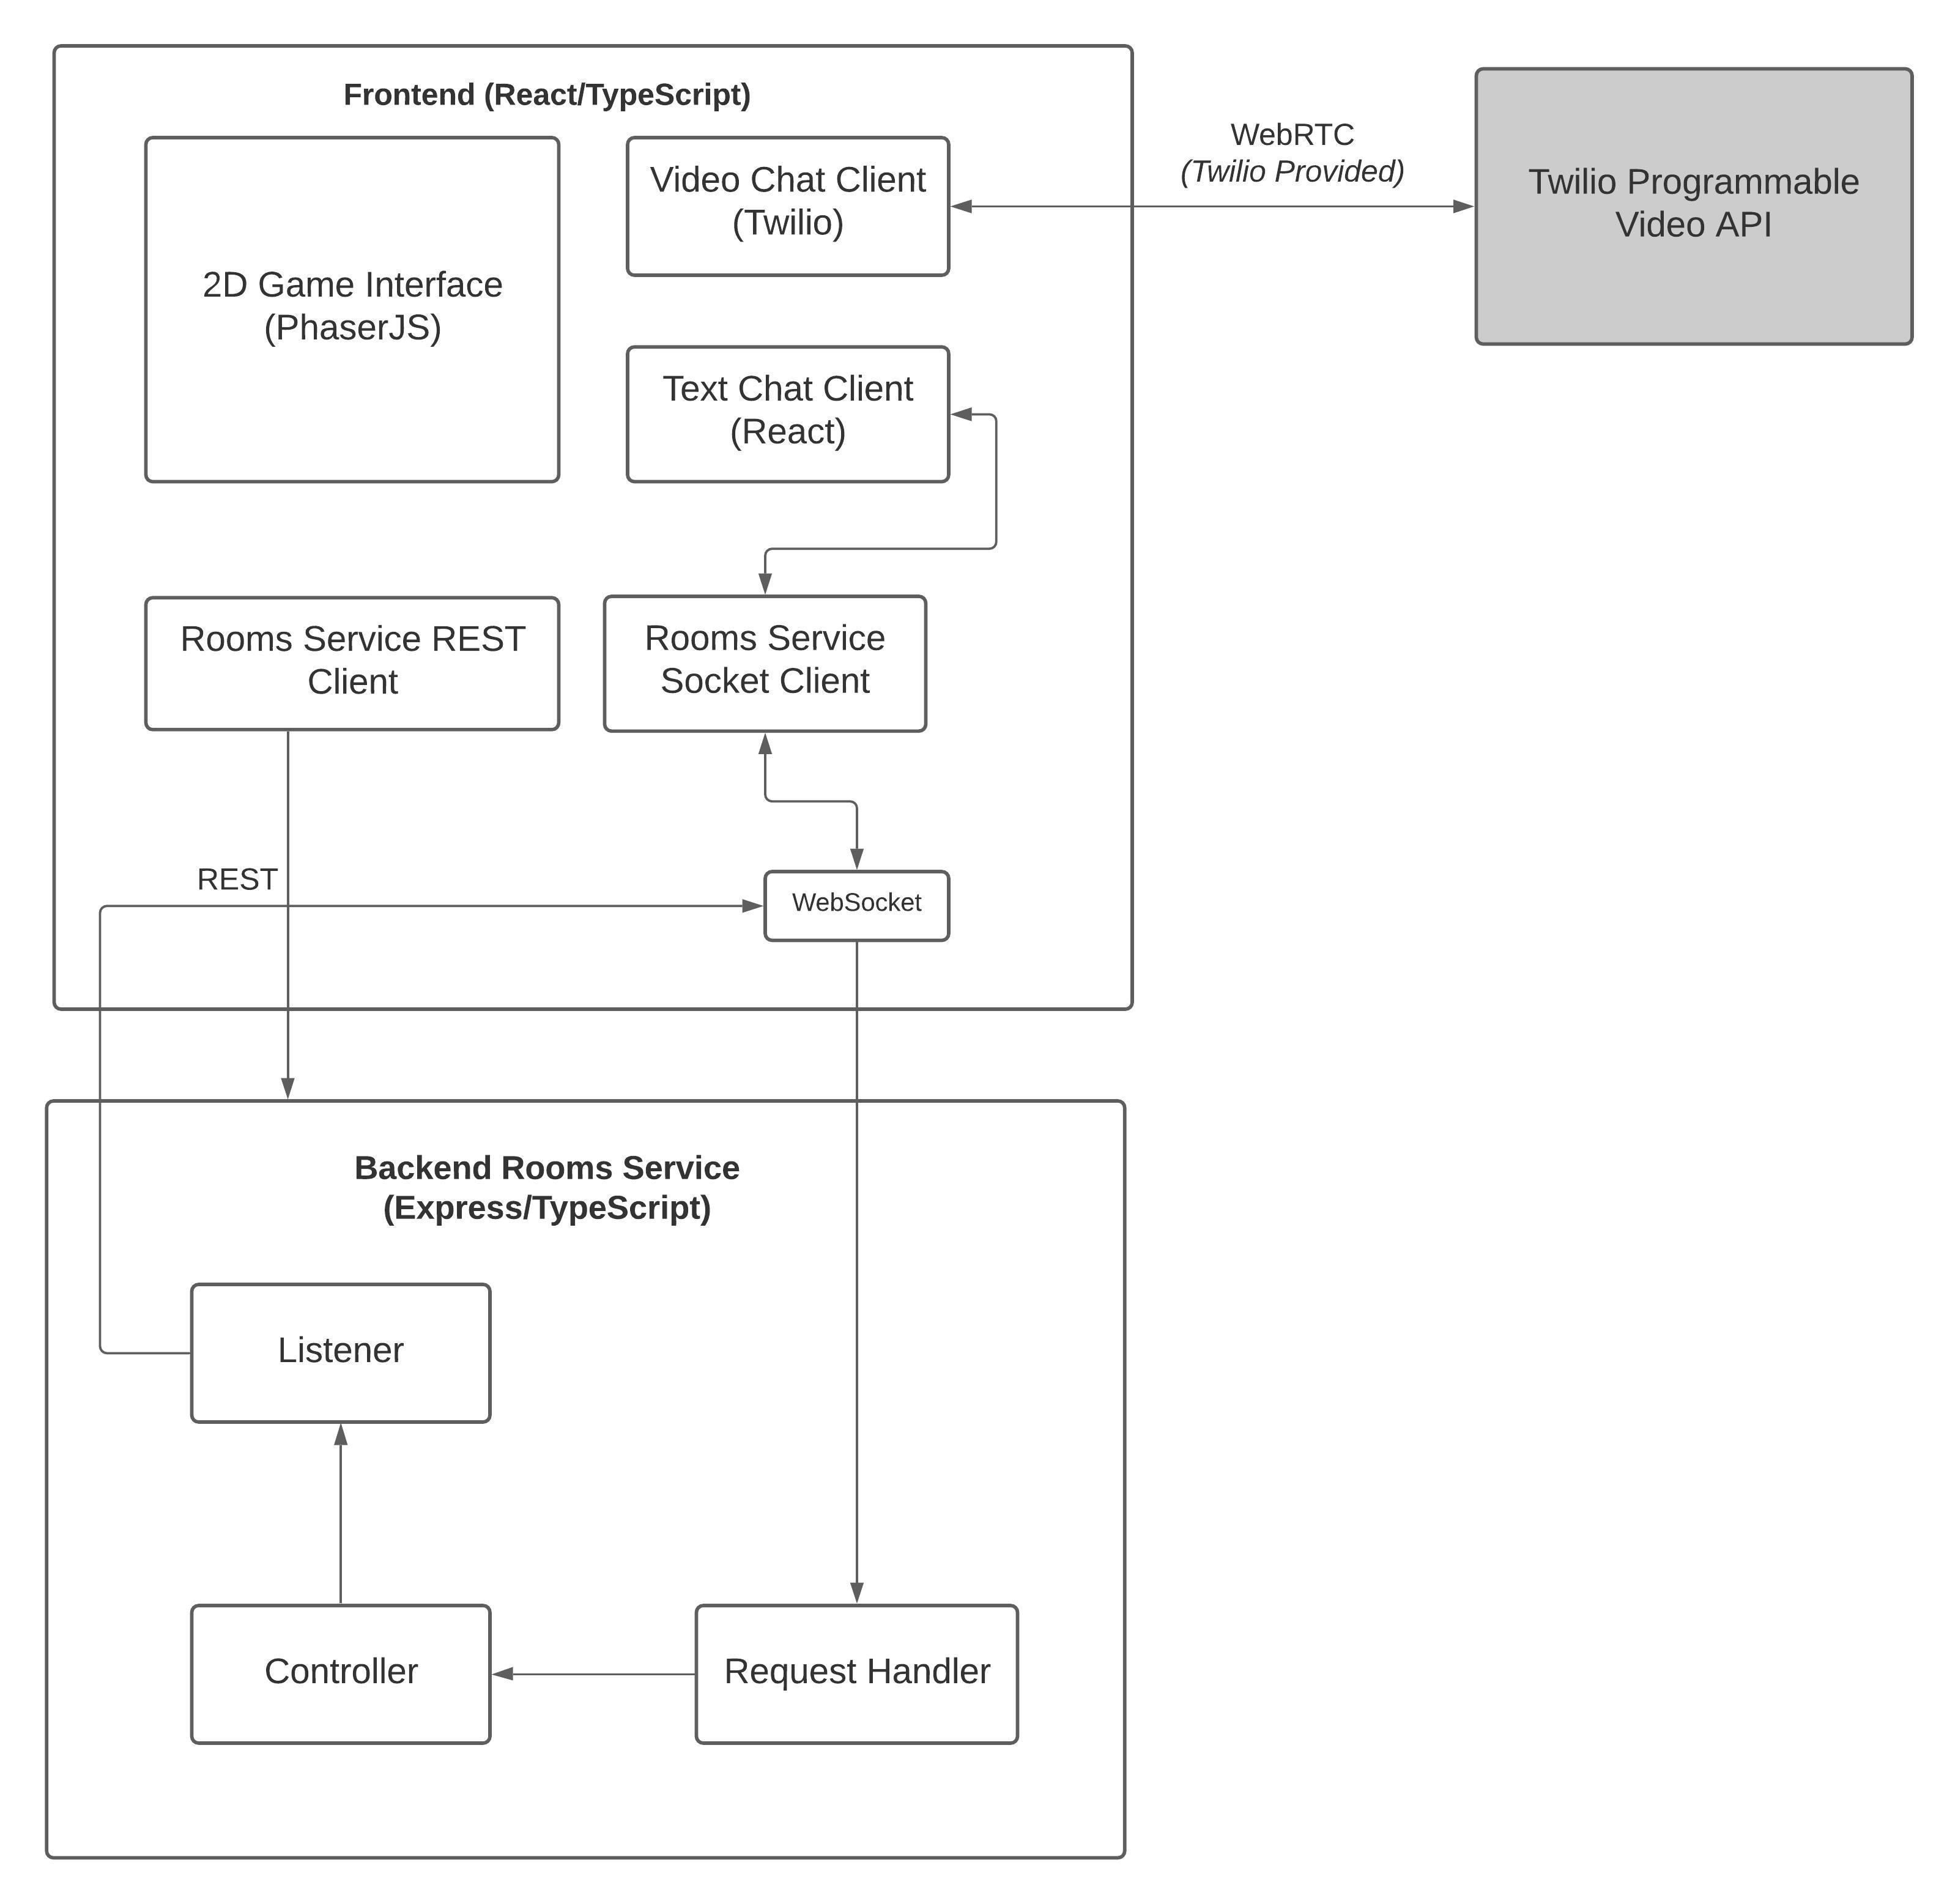 Frontend (React/TypeScript)
2D Game Interface
(PhaserJS)
Video Chat Client
(Twilio)
WebRTC
(Twilio Provided)
Twilio Programmable
Video API
Text Chat Client
(React)
Rooms Service REST
Client
Rooms Service
Socket Client
REST
WebSocket
Backend Rooms Service
(Express/TypeScript)
Listener
Controller
Request Handler